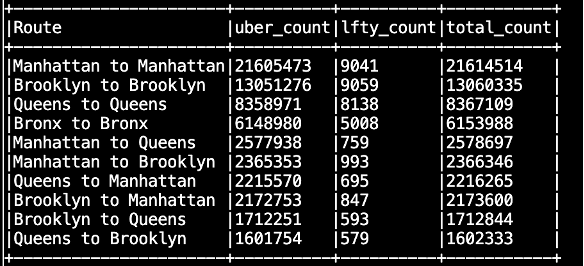 +--------------------------+----------+----------+-----------+
|Route                     |uber_count|lfty_count|total_count|
+--------------------------+----------+----------+-----------+
|Manhattan to Manhattan|21605473|9041|21614514|
|Brooklyn to Brooklyn|13051276|9059|13060335|
|Queens to Queens|8358971|8138|8367109|
|Bronx to Bronx|6148980|5008|6153988|
|Manhattan to Queens|2577938|759|2578697|
|Manhattan to Brooklyn|2365353|993|2366346|
|Queens to Manhattan|2215570|695|2216265|
|Brooklyn to Manhattan|2172753|847|2173600|
|Brooklyn to Queens|1712251|593|1712844|
|Queens to Brooklyn|1601754|579|1602333|
+--------------------------+----------+----------+-----------+